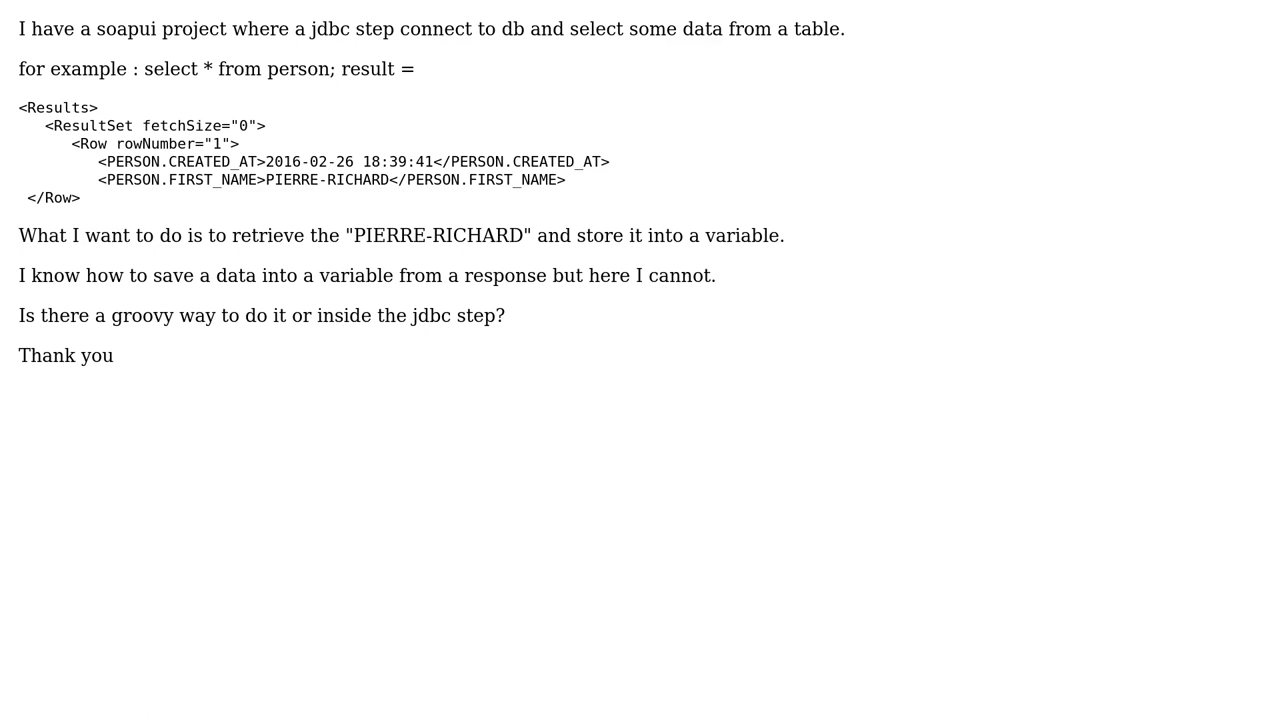 I have a soapui project where a jdbc step connect to db and select some data from a table.
for example : select * from person; result =
<Results>
   <ResultSet fetchSize="0">
      <Row rowNumber="1">
         <PERSON.CREATED_AT>2016-02-26 18:39:41</PERSON.CREATED_AT>
         <PERSON.FIRST_NAME>PIERRE-RICHARD</PERSON.FIRST_NAME>
 </Row>
What I want to do is to retrieve the "PIERRE-RICHARD" and store it into a variable.
I know how to save a data into a variable from a response but here I cannot.
Is there a groovy way to do it or inside the jdbc step?
Thank you